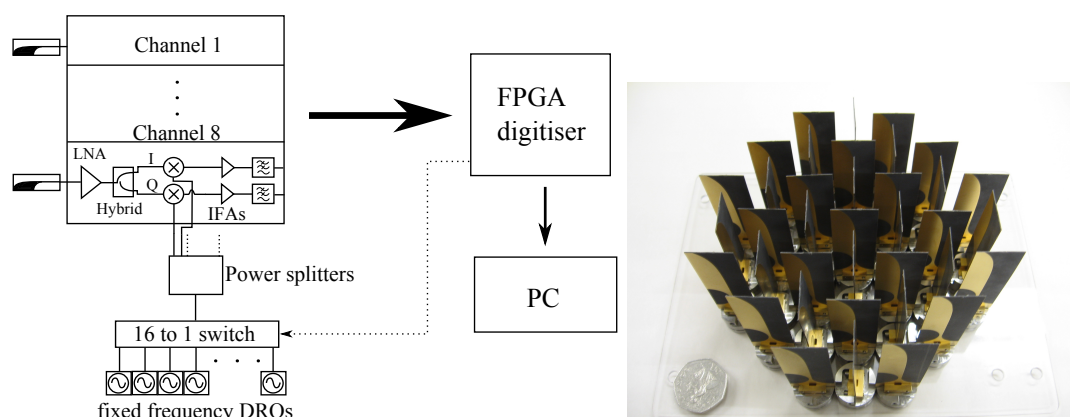 Channel 1
Channel 8
LNA
I
Q
Hybrid
IFAs
Power splitters
16 to 1 switch
fixed frequency DROs
FPGA
digitiser
PC